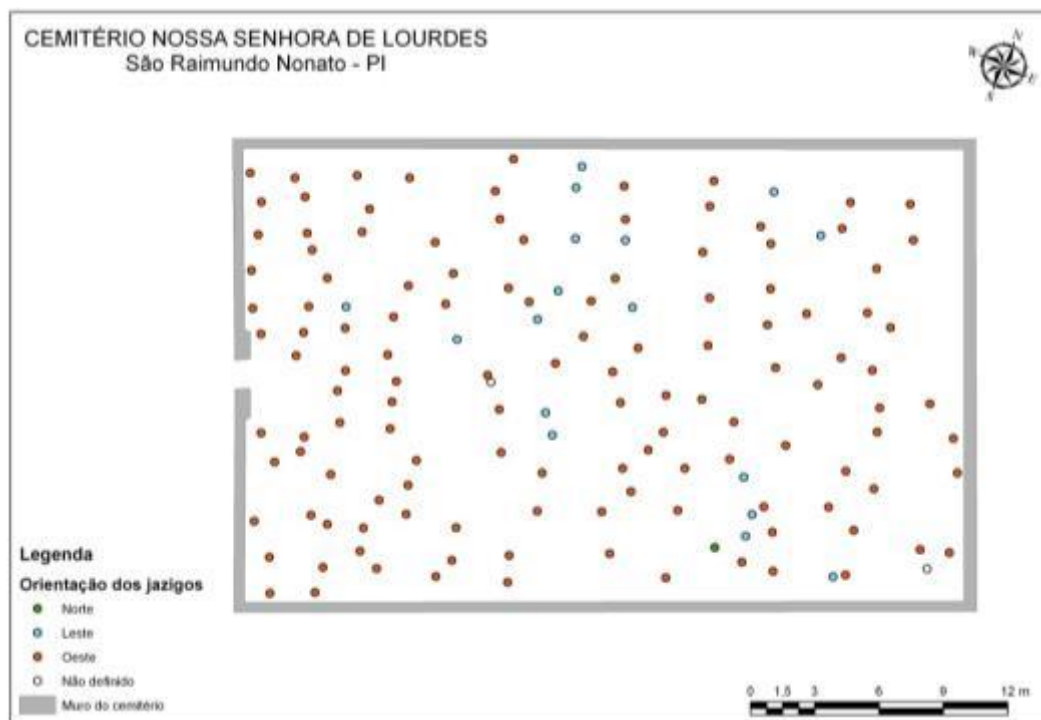 CEMITÉRIO NOSSA SENHORA DE LOURDES
São Raimundo Nonato - PI
N
W
E
S
Legenda
Orientação dos jazigos
Norte
Leste
Oeste
Não definido
Muro do cemitério
0 1,5 3 6 9 12 m